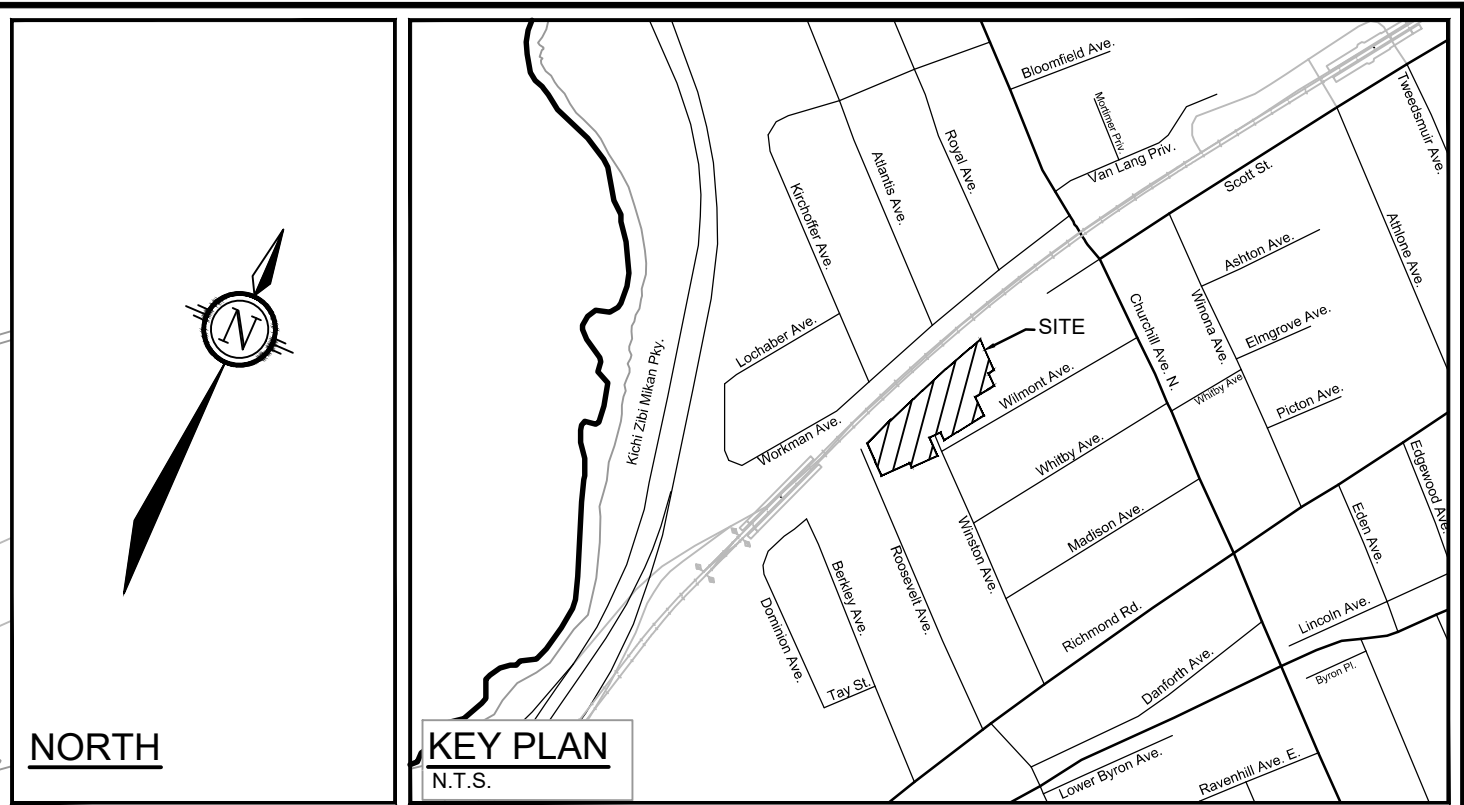 N
NORTH
KEY PLAN
N.T.S.
Bloomfield Ave.
Mortimer Priv.
Van Lang Priv.
Tweedsmuir Ave.
Royal Ave.
Atlantis Ave.
Kirchoffer Ave.
Scott St.
Athlone Ave.
Ashton Ave.
Winona Ave.
Elmgrove Ave.
Churchill Ave. N.
Lochaber Ave.
SITE
Kichi Zibi Mikan Pky.
Wilmont Ave.
Whitby Ave
Picton Ave.
Workman Ave.
Whitby Ave.
Edgewood Ave.
Madison Ave.
Eden Ave.
Winston Ave.
Roosevelt Ave.
Berkley Ave.
Dominion Ave.
Richmond Rd.
Lincoln Ave.
Tay St.
Danforth Ave.
Byron Pl.
Lower Byron Ave.
Ravenhill Ave. E.